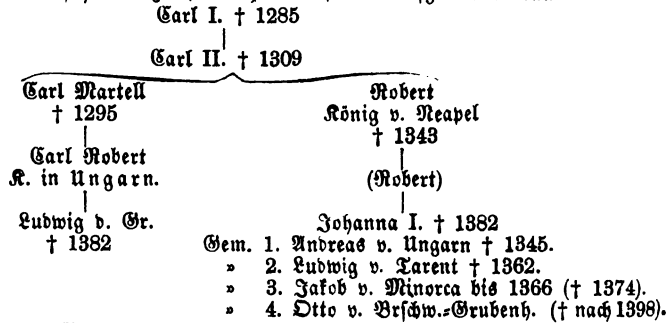 Carl I. † 1285
Carl II. † 1309
Carl Martell Robert
† 1295 König v. Neapel
† 1343
Carl Robert
K. in Ungarn. (Robert)
Ludwig d. Gr. Johanna I. † 1382
† 1382 Gem. 1. Andreas v. Ungarn † 1345.
» 2. Ludwig v. Tarent † 1362.
» 3. Jakob v. Minorca bis 1366 († 1374).
» 4. Otto v. Brschw.=Grubenh. († nach 1398).